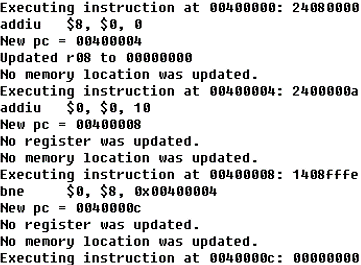 Executing instruction at 00400000: 24080000
addiu   $8, $0, 0
New pc = 00400004
Updated r08 to 00000000
No memory location was updated.
Executing instruction at 00400004: 2400000a
addiu   $0, $0, 10
New pc = 00400008
No register was updated.
No memory location was updated.
Executing instruction at 00400008: 1408fffe
bne     $0, $8, 0x00400004
New pc = 0040000c
No register was updated.
No memory location was updated.
Executing instruction at 0040000c: 00000000